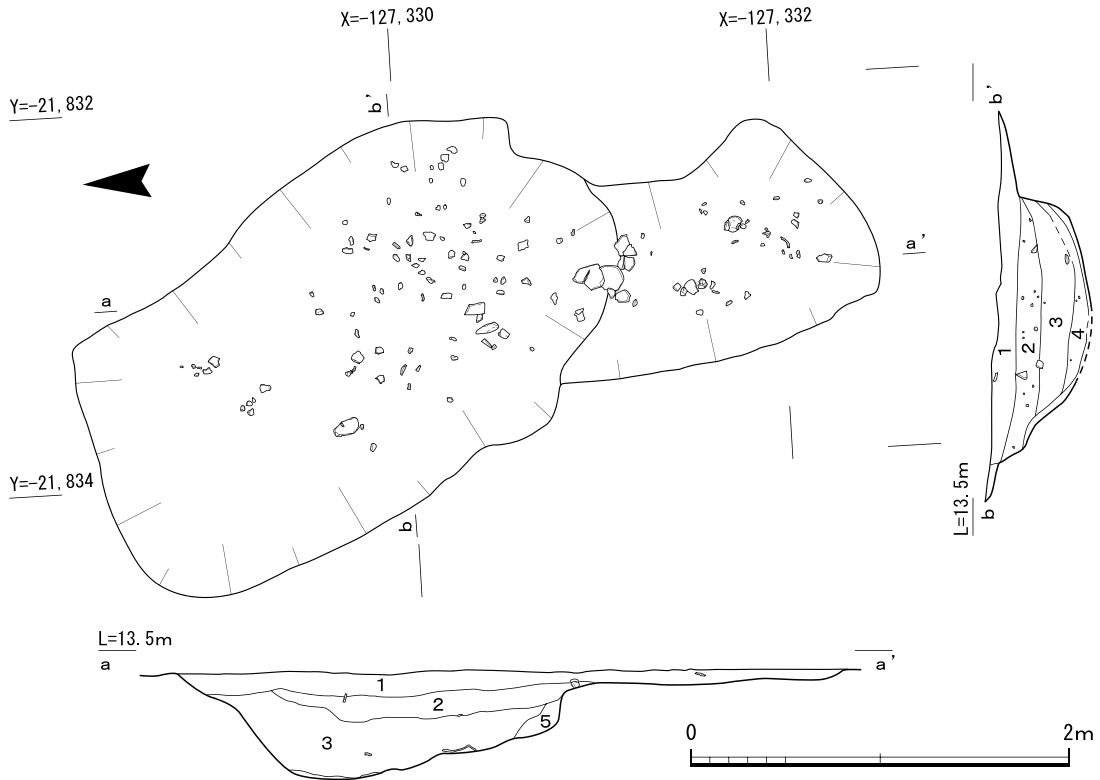 X=-127,330
X=-127,332
Y=-21,832
b'
b'
a
a'
1
2''
3
4
Y=-21,834
b
L=13.5m
b
L=13.5m
a
a'
1
2
3
5
0
2m